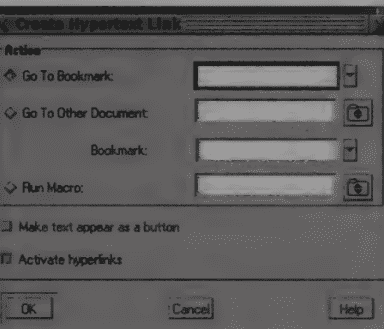 Create Hypertext Link
Action
Go To Bookmark:
Go To Other Document:
Bookmark:
Run Macro:
Make text appear as a button
Activate hyperlinks
OK Cancel Help